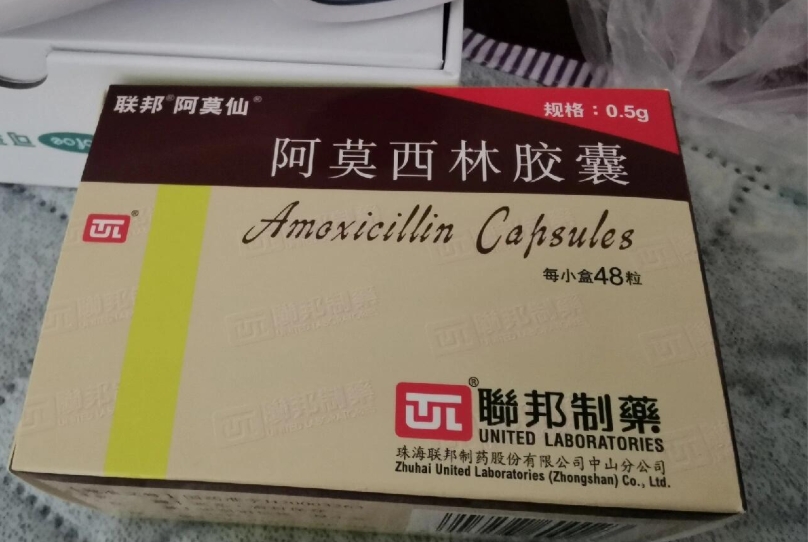 联邦®阿莫仙®
规格：0.5g
阿莫西林胶囊
Amoxicillin Capsules
每小盒48粒
聯邦制藥
UNITED LABORATORIES
珠海联邦制药股份有限公司中山分公司
Zhuhai United Laboratories (Zhongshan) Co., Ltd.